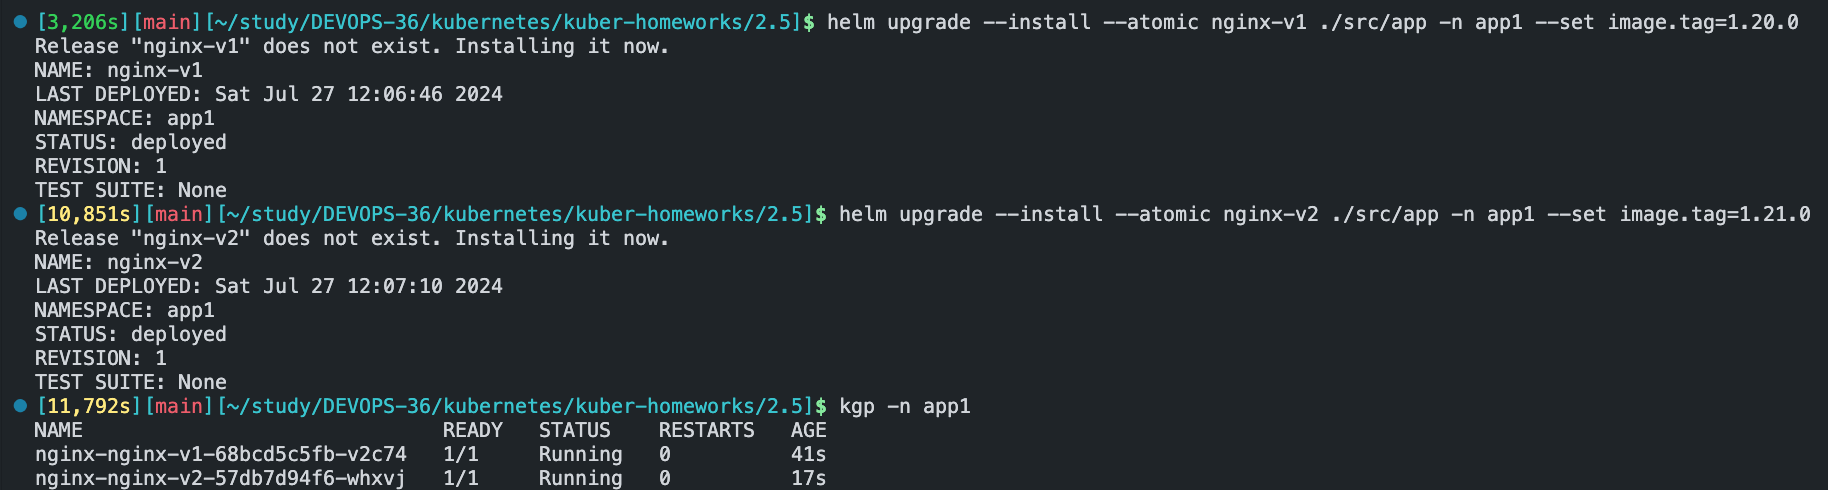 [3,206s][main][~/study/DEVOPS-36/kubernetes/kuber-homeworks/2.5]$ helm upgrade --install --atomic nginx-v1 ./src/app -n app1 --set image.tag=1.20.0
Release "nginx-v1" does not exist. Installing it now.
NAME: nginx-v1
LAST DEPLOYED: Sat Jul 27 12:06:46 2024
NAMESPACE: app1
STATUS: deployed
REVISION: 1
TEST SUITE: None
[10,851s][main][~/study/DEVOPS-36/kubernetes/kuber-homeworks/2.5]$ helm upgrade --install --atomic nginx-v2 ./src/app -n app1 --set image.tag=1.21.0
Release "nginx-v2" does not exist. Installing it now.
NAME: nginx-v2
LAST DEPLOYED: Sat Jul 27 12:07:10 2024
NAMESPACE: app1
STATUS: deployed
REVISION: 1
TEST SUITE: None
[11,792s][main][~/study/DEVOPS-36/kubernetes/kuber-homeworks/2.5]$ kgp -n app1
NAME READY STATUS RESTARTS AGE
nginx-nginx-v1-68bcd5c5fb-v2c74 1/1 Running 0 41s
nginx-nginx-v2-57db7d94f6-whxvj 1/1 Running 0 17s